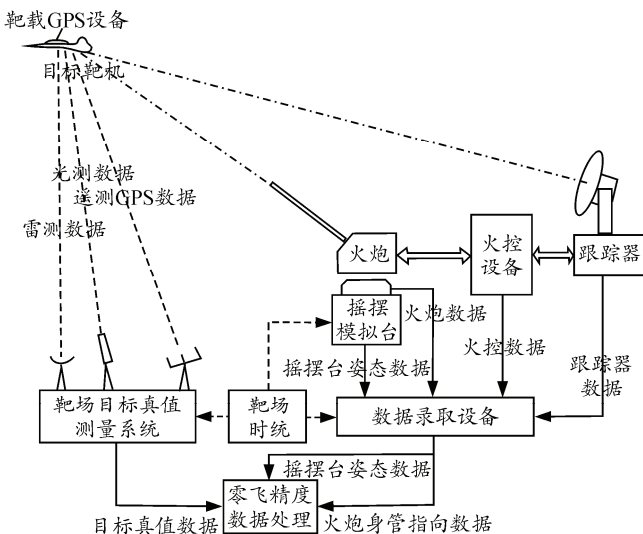 靶载GPS设备
目标靶机
光测数据
遥测GPS数据
雷测数据
火炮
火控
设备
跟踪器
摇摆
模拟台
火炮数据
火控数据
跟踪器
数据
摇摆台姿态数据
靶场目标真值
测量系统
靶场
时统
数据录取设备
摇摆台姿态数据
零飞精度
数据处理
目标真值数据
火炮身管指向数据